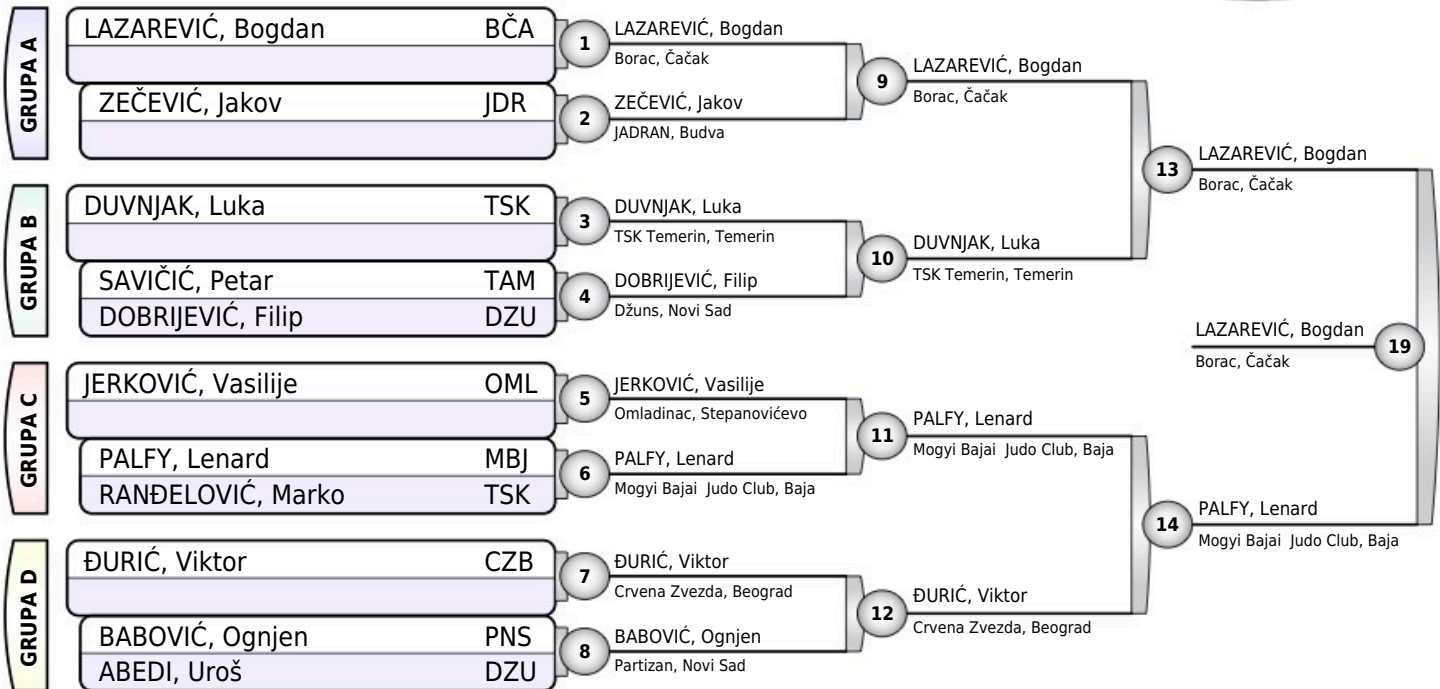 GRUPA A
LAZAREVIĆ, Bogdan BČA
ZEČEVIĆ, Jakov JDR
GRUPA B
DUVNJAK, Luka TSK
SAVIČIĆ, Petar TAM
DOBRIJEVIĆ, Filip DZU
GRUPA C
JERKOVIĆ, Vasilije OML
PALFY, Lenard MBJ
RANĐELOVIĆ, Marko TSK
GRUPA D
ĐURIĆ, Viktor CZB
BABOVIĆ, Ognjen PNS
ABEDI, Uroš DZU
1 LAZAREVIĆ, Bogdan
Borac, Čačak
2 ZEČEVIĆ, Jakov
JADRAN, Budva
3 DUVNJAK, Luka
TSK Temerin, Temerin
4 DOBRIJEVIĆ, Filip
Džuns, Novi Sad
5 JERKOVIĆ, Vasilije
Omladinac, Stepanovićevo
6 PALFY, Lenard
Mogyi Bajai Judo Club, Baja
7 ĐURIĆ, Viktor
Crvena Zvezda, Beograd
8 BABOVIĆ, Ognjen
Partizan, Novi Sad
9 LAZAREVIĆ, Bogdan
Borac, Čačak
10 DUVNJAK, Luka
TSK Temerin, Temerin
11 PALFY, Lenard
Mogyi Bajai Judo Club, Baja
12 ĐURIĆ, Viktor
Crvena Zvezda, Beograd
13 LAZAREVIĆ, Bogdan
Borac, Čačak
14 PALFY, Lenard
Mogyi Bajai Judo Club, Baja
LAZAREVIĆ, Bogdan 19
Borac, Čačak